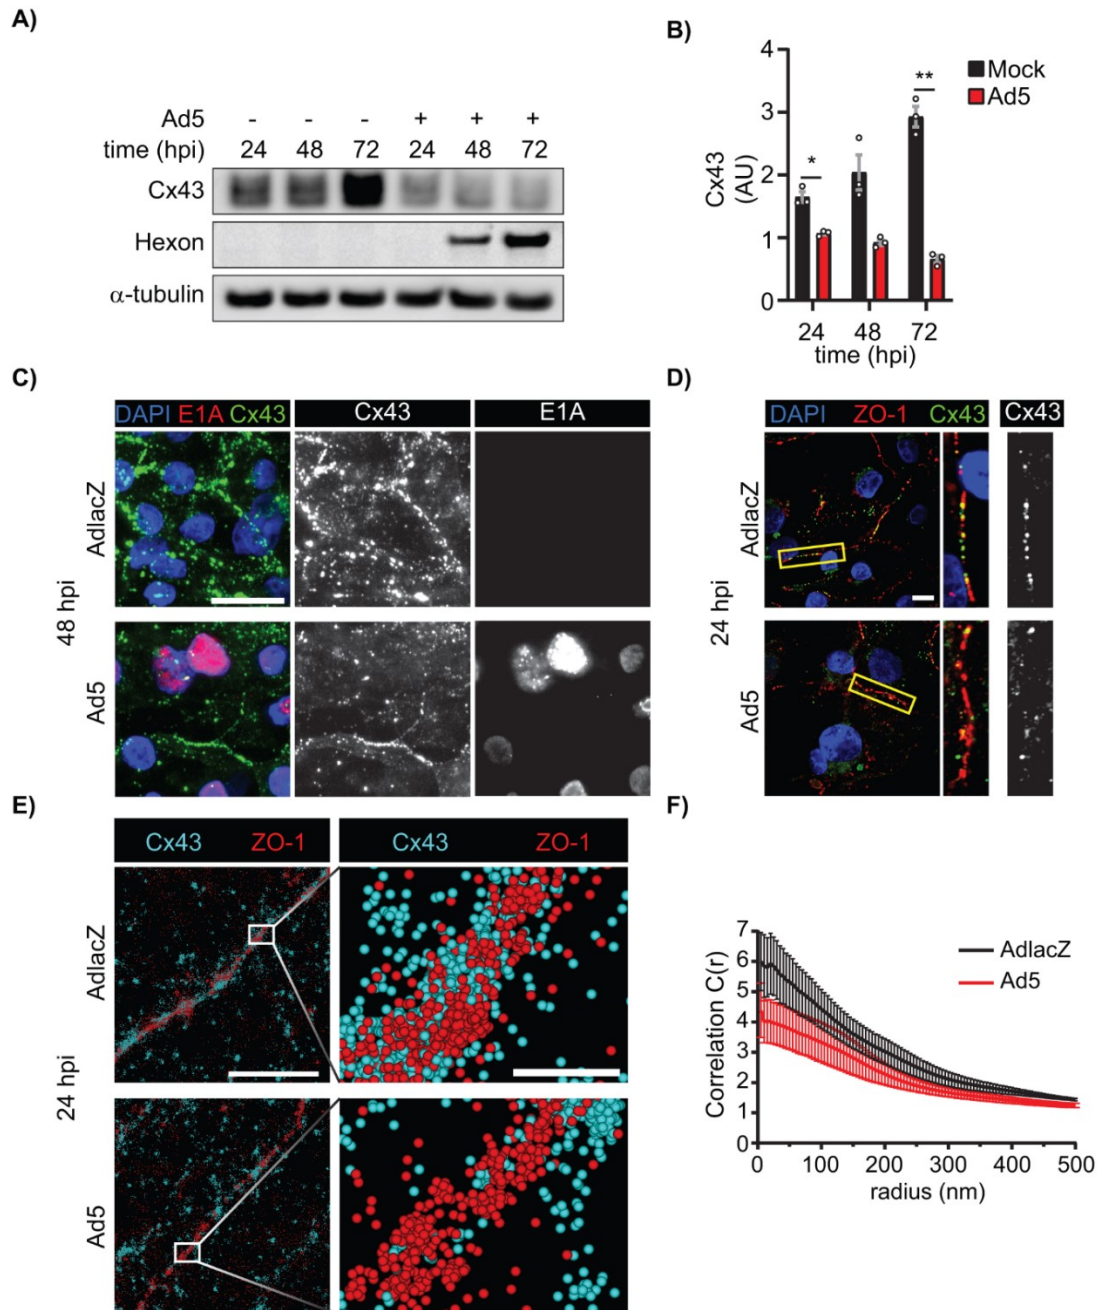 A)
Ad5 - - - + + +
time (hpi) 24 48 72 24 48 72
Cx43
Hexon
α-tubulin
B)
4
3
2
1
0
Cx43
(AU)
* **
Mock
Ad5
24 48 72
time (hpi)
C)
DAPI E1A Cx43 Cx43 E1A
48 hpi
AdlacZ
Ad5
D)
DAPI ZO-1 Cx43 Cx43
24 hpi
AdlacZ
Ad5
E)
Cx43 ZO-1 Cx43 ZO-1
24 hpi
AdlacZ
Ad5
F)
7
6
5
4
3
2
1
0
Correlation C(r)
AdlacZ
Ad5
0 100 200 300 400 500
radius (nm)